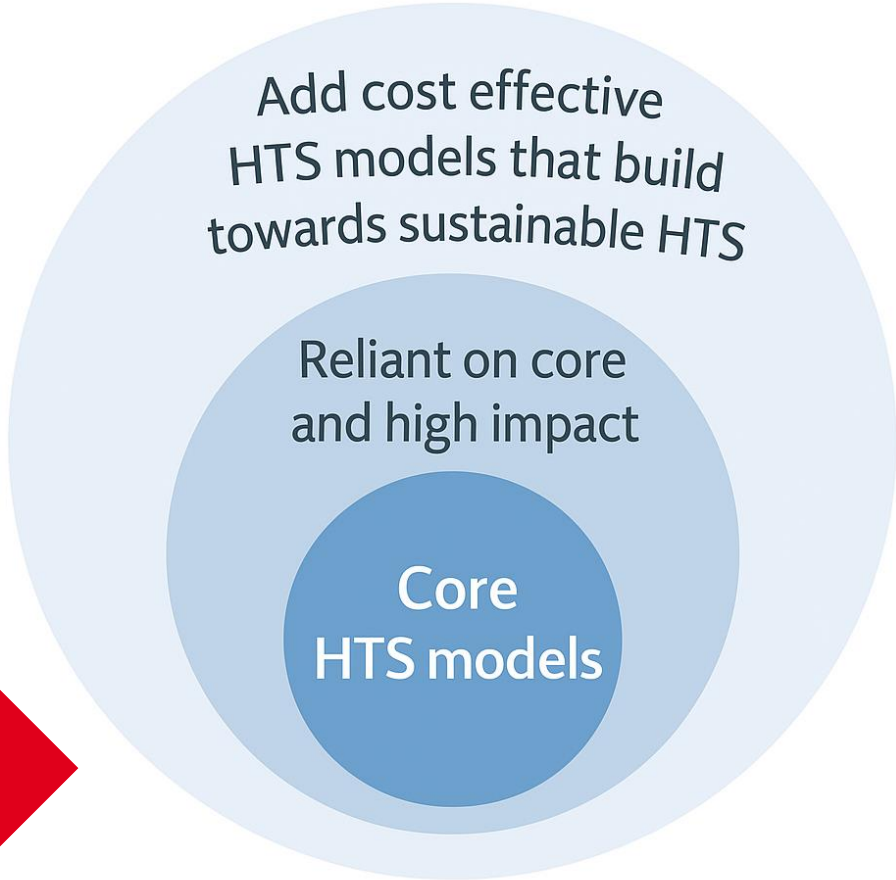 Add cost effective
HTS models that build
towards sustainable HTS
Reliant on core
and high impact
Core
HTS models